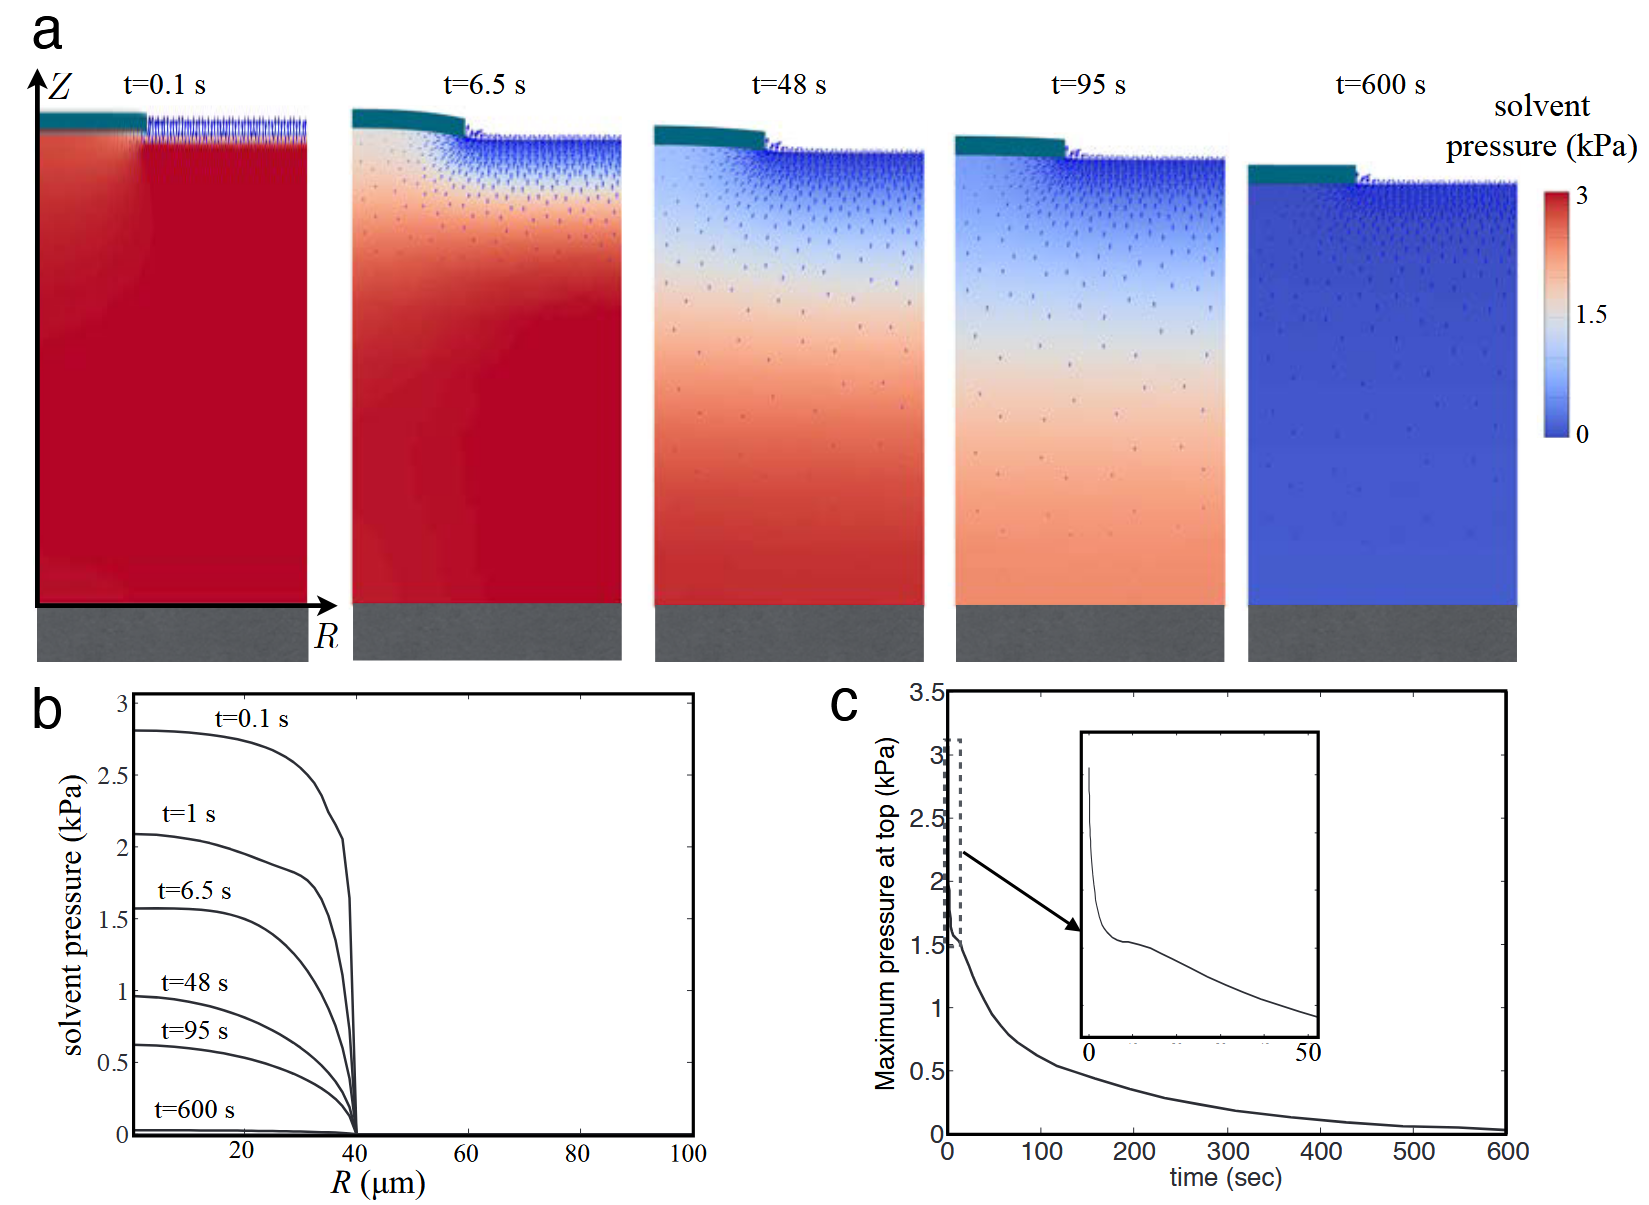 a
Z
t=0.1 s
t=6.5 s
t=48 s
t=95 s
t=600 s
solvent
pressure (kPa)
3
1.5
0
R
b
3
2.5
2
1.5
1
0.5
0
solvent pressure (kPa)
t=0.1 s
t=1 s
t=6.5 s
t=48 s
t=95 s
t=600 s
20 40 60 80 100
R (μm)
c
3.5
3
2.5
2
1.5
1
0.5
0
Maximum pressure at top (kPa)
0 50
0 100 200 300 400 500 600
time (sec)